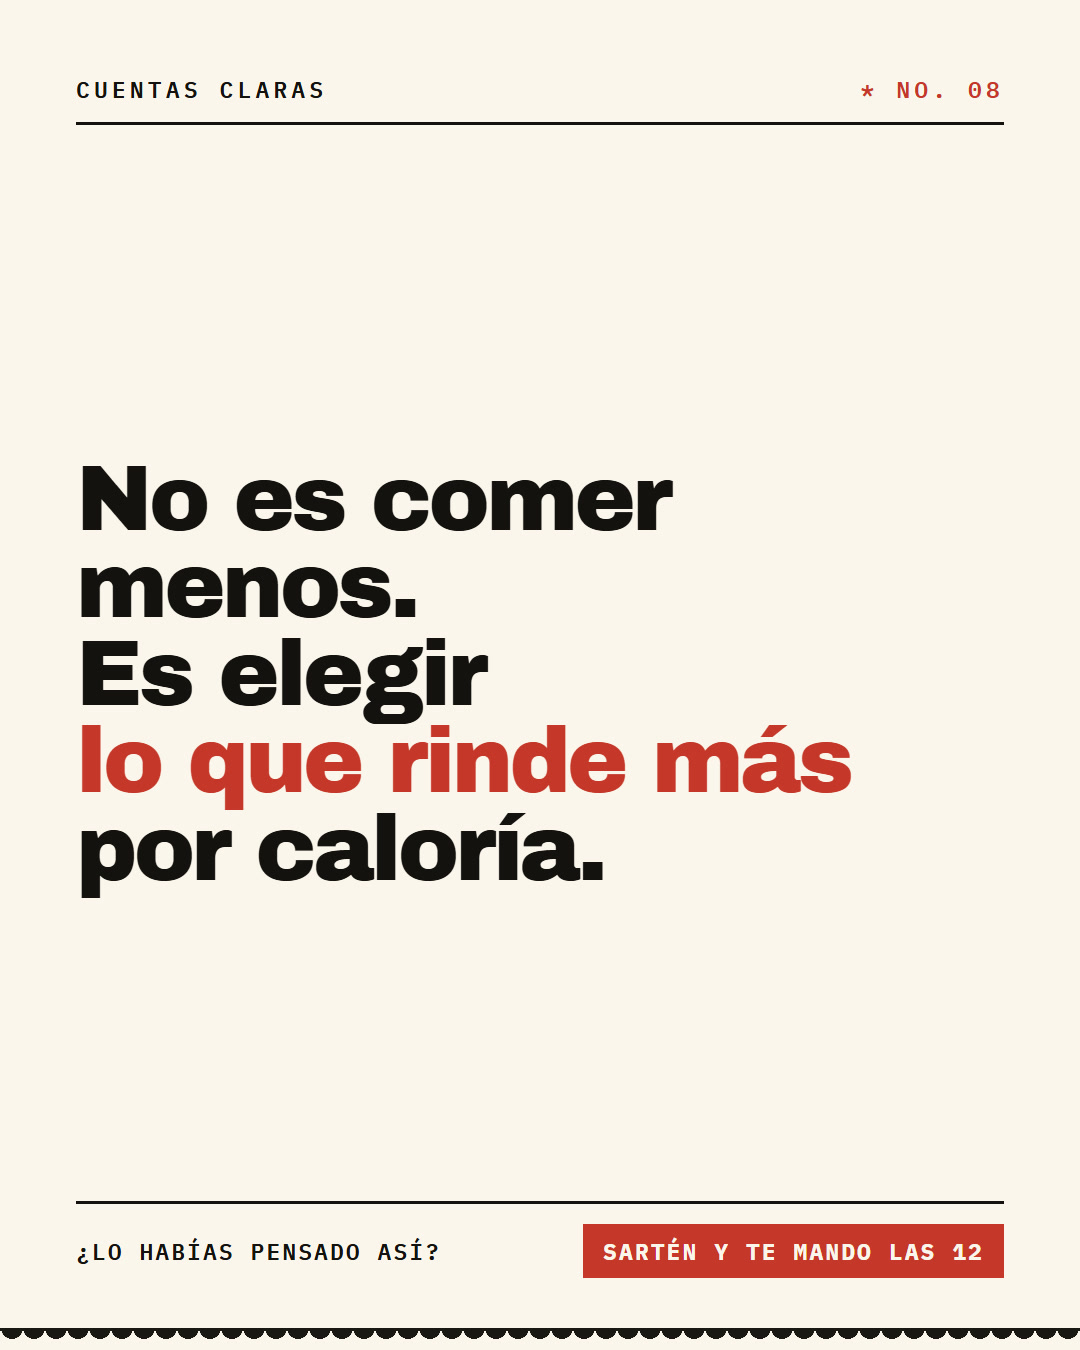 CUENTAS CLARAS
* NO. 08
No es comer
menos.
Es elegir
lo que rinde más
por caloría.
¿LO HABÍAS PENSADO ASÍ?
SARTÉN Y TE MANDO LAS 12